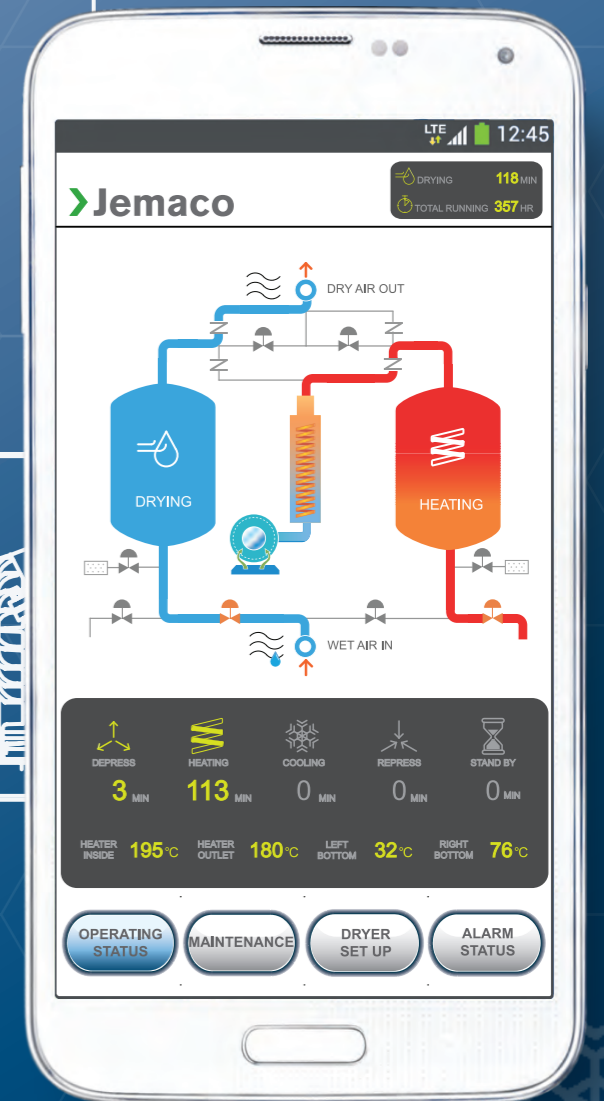 LTE 12:45
Jemaco
DRYING 118 MIN
TOTAL RUNNING 357 HR
DRY AIR OUT
DRYING
HEATING
WET AIR IN
DEPRESS HEATING COOLING REPRESS STAND BY
3 MIN 113 MIN 0 MIN 0 MIN 0 MIN
HEATER INSIDE 195°C HEATER OUTLET 180°C LEFT BOTTOM 32°C RIGHT BOTTOM 76°C
OPERATING STATUS
MAINTENANCE
DRYER SET UP
ALARM STATUS